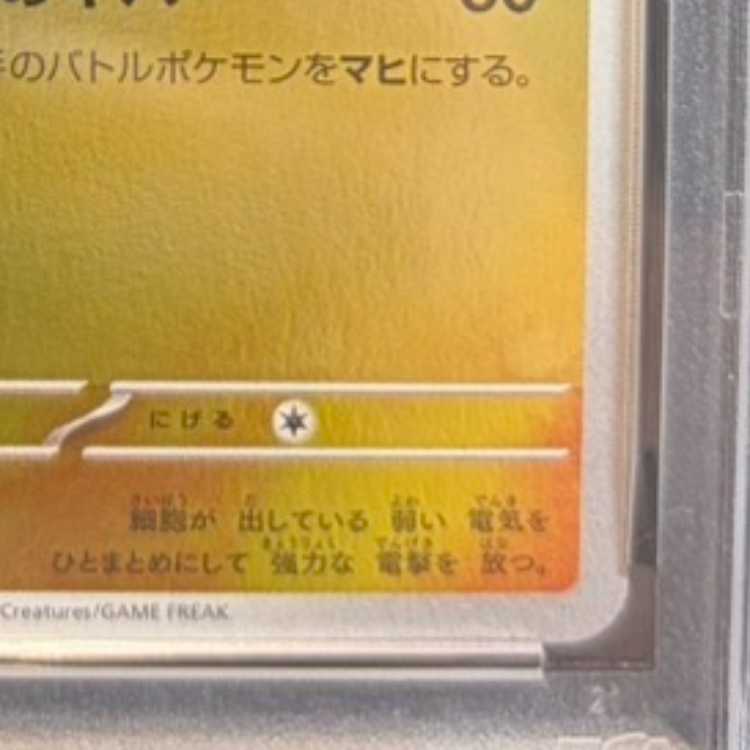 のバトルポケモンをマヒにする。
にげる
細胞が 出している 弱い 電気を
ひとまとめにして 強力な 電撃を 放つ。
Creatures/GAME FREAK